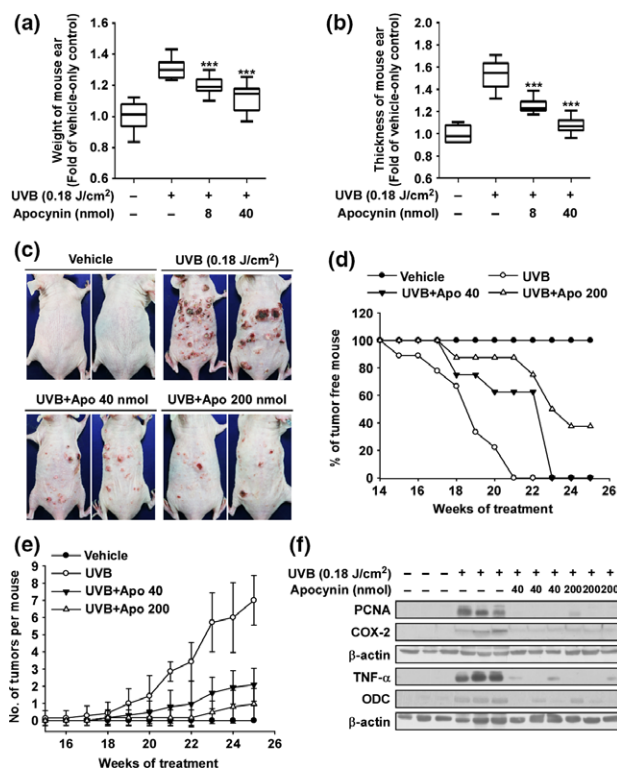 (a)
Weight of mouse ear
(Fold of vehicle-only control)
1.6
1.4
1.2
1.0
0.8
0.6
***
***
UVB (0.18 J/cm²) – + + +
Apocynin (nmol) – – 8 40
(b)
Thickness of mouse ear
(Fold of vehicle-only control)
1.8
1.6
1.4
1.2
1.0
0.8
0.6
***
***
UVB (0.18 J/cm²) – + + +
Apocynin (nmol) – – 8 40
(c)
Vehicle
UVB (0.18 J/cm²)
UVB+Apo 40 nmol
UVB+Apo 200 nmol
(d)
Vehicle
UVB
UVB+Apo 40
UVB+Apo 200
% of tumor free mouse
120
100
80
60
40
20
0
14 16 18 20 22 24 26
Weeks of treatment
(e)
Vehicle
UVB
UVB+Apo 40
UVB+Apo 200
No. of tumors per mouse
9
8
7
6
5
4
3
2
1
0
16 18 20 22 24 26
Weeks of treatment
(f)
UVB (0.18 J/cm²) – – – + + + + + + + + +
Apocynin (nmol) – – – – – – 40 40 40 200 200 200
PCNA
COX-2
β-actin
TNF-α
ODC
β-actin